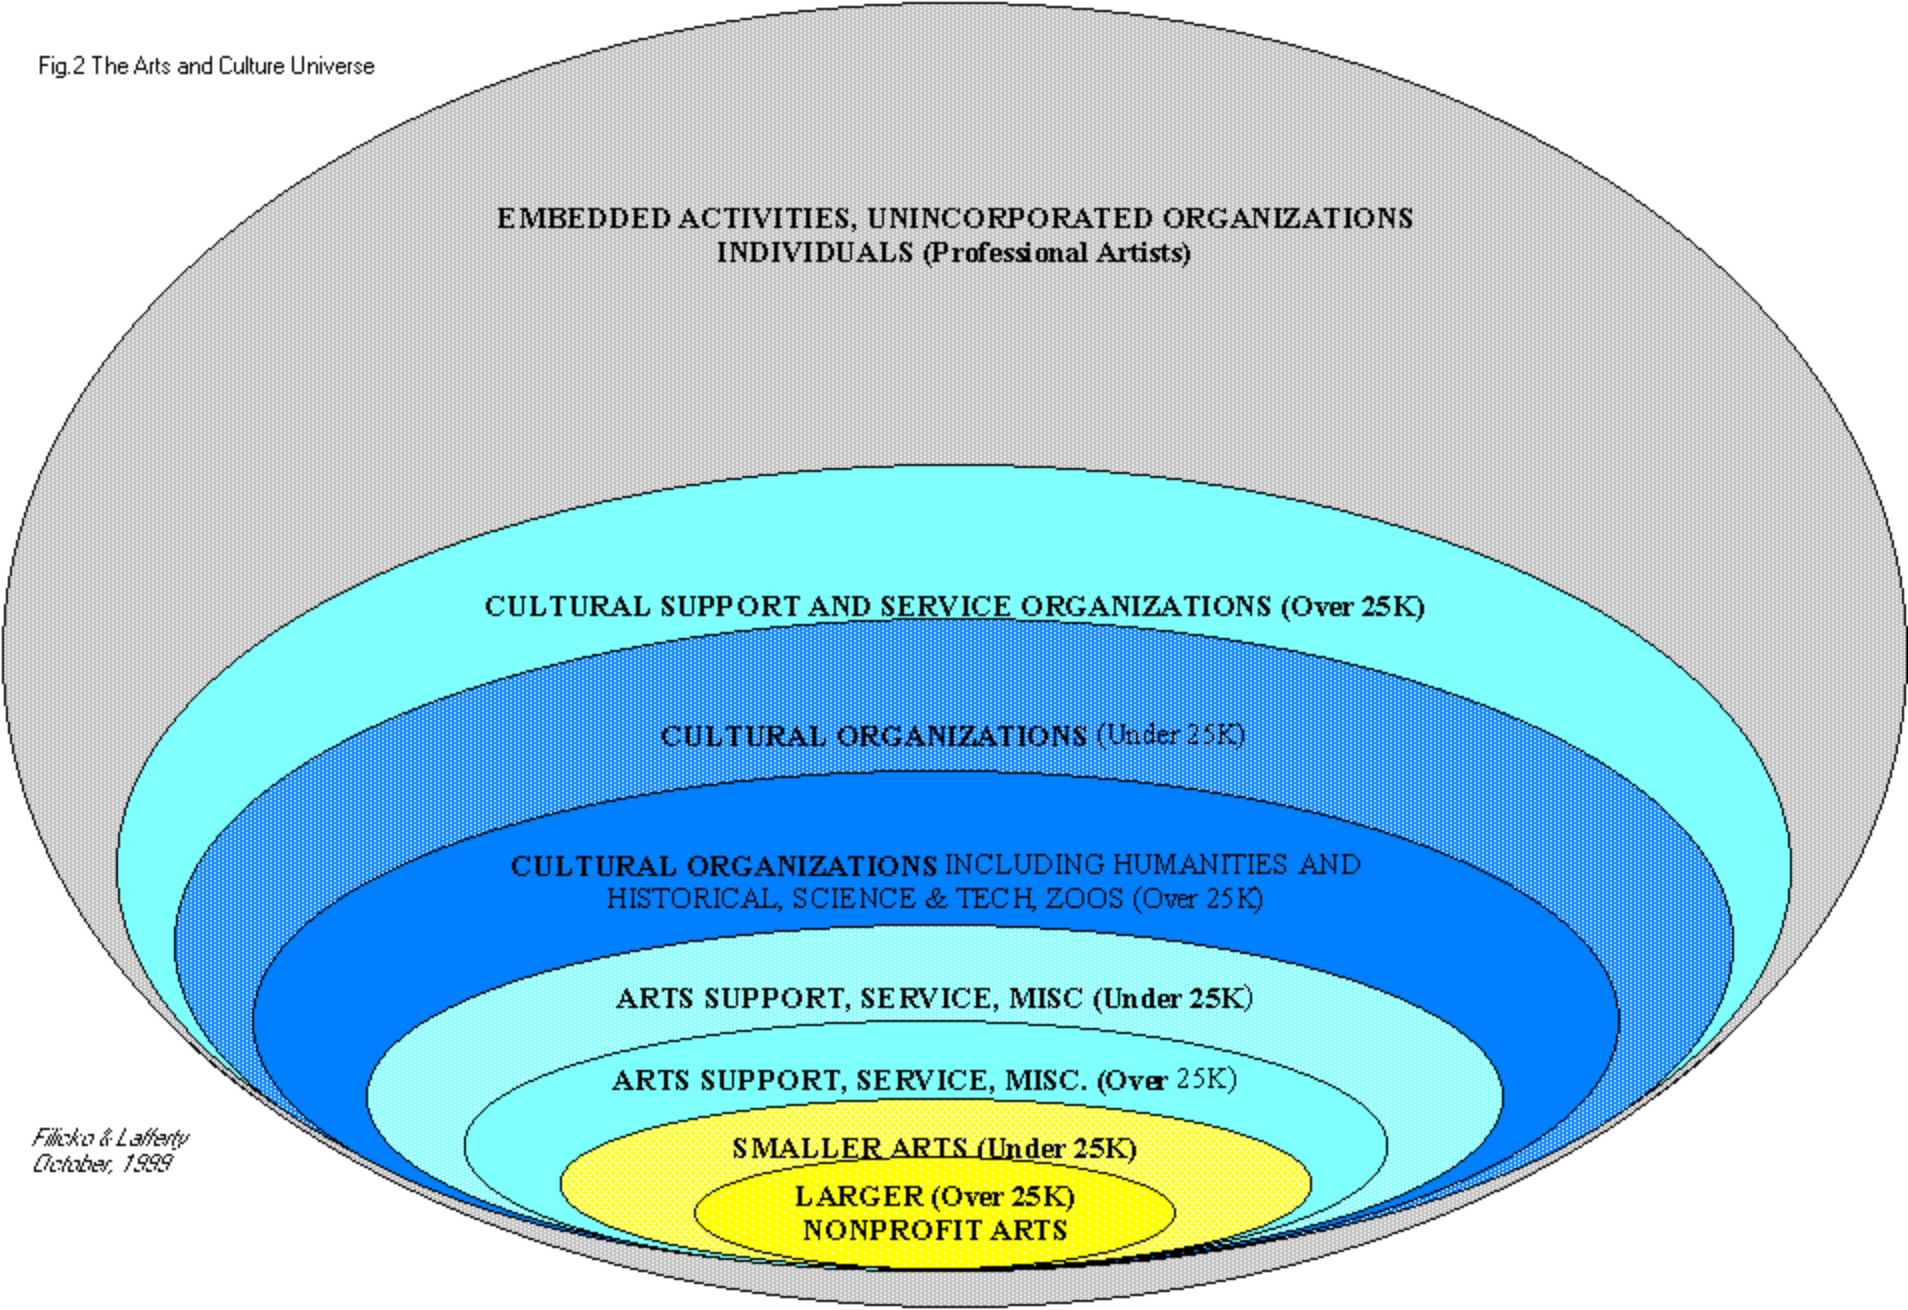 Fig.2 The Arts and Culture Universe
EMBEDDED ACTIVITIES, UNINCORPORATED ORGANIZATIONS
INDIVIDUALS (Professional Artists)
CULTURAL SUPPORT AND SERVICE ORGANIZATIONS (Over 25K)
CULTURAL ORGANIZATIONS (Under 25K)
CULTURAL ORGANIZATIONS INCLUDING HUMANITIES AND
HISTORICAL, SCIENCE & TECH, ZOOS (Over 25K)
ARTS SUPPORT, SERVICE, MISC (Under 25K)
ARTS SUPPORT, SERVICE, MISC. (Over 25K)
SMALLER ARTS (Under 25K)
LARGER (Over 25K)
NONPROFIT ARTS
Filicko & Lafferty
October, 1999